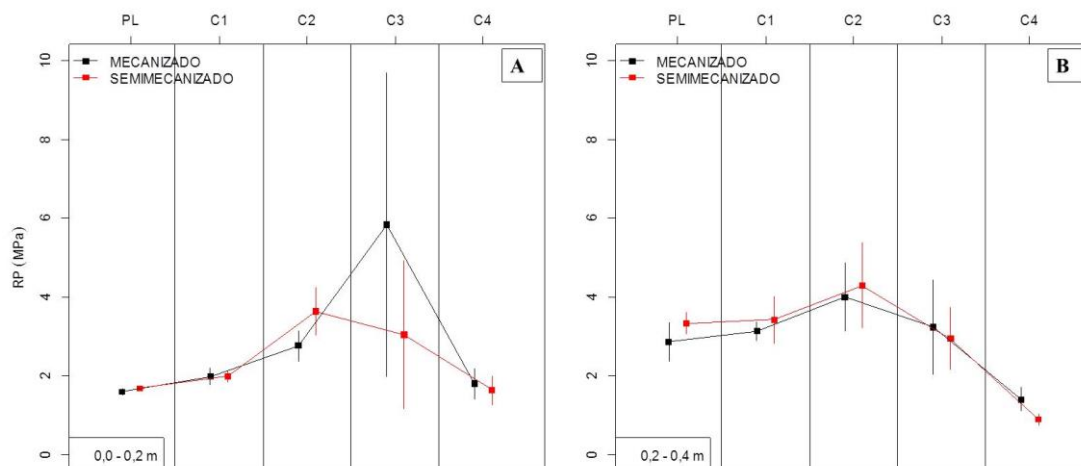 PL C1 C2 C3 C4
MECANIZADO
SEMIMECANIZADO
A
RP (MPa)
0 2 4 6 8 10
0,0 - 0,2 m
PL C1 C2 C3 C4
MECANIZADO
SEMIMECANIZADO
B
0 2 4 6 8 10
0,2 - 0,4 m